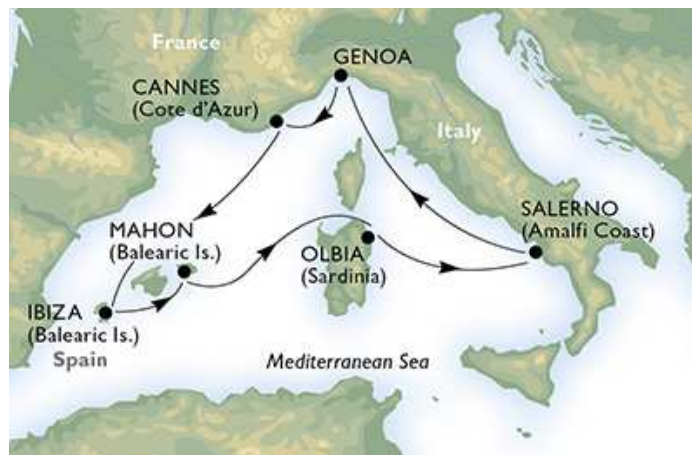 France
GENOA
CANNES
(Cote d'Azur)
Italy
MAHON
(Balearic Is.)
SALERNO
(Amalfi Coast)
OLBIA
(Sardinia)
IBIZA
(Balearic Is.)
Spain
Mediterranean Sea